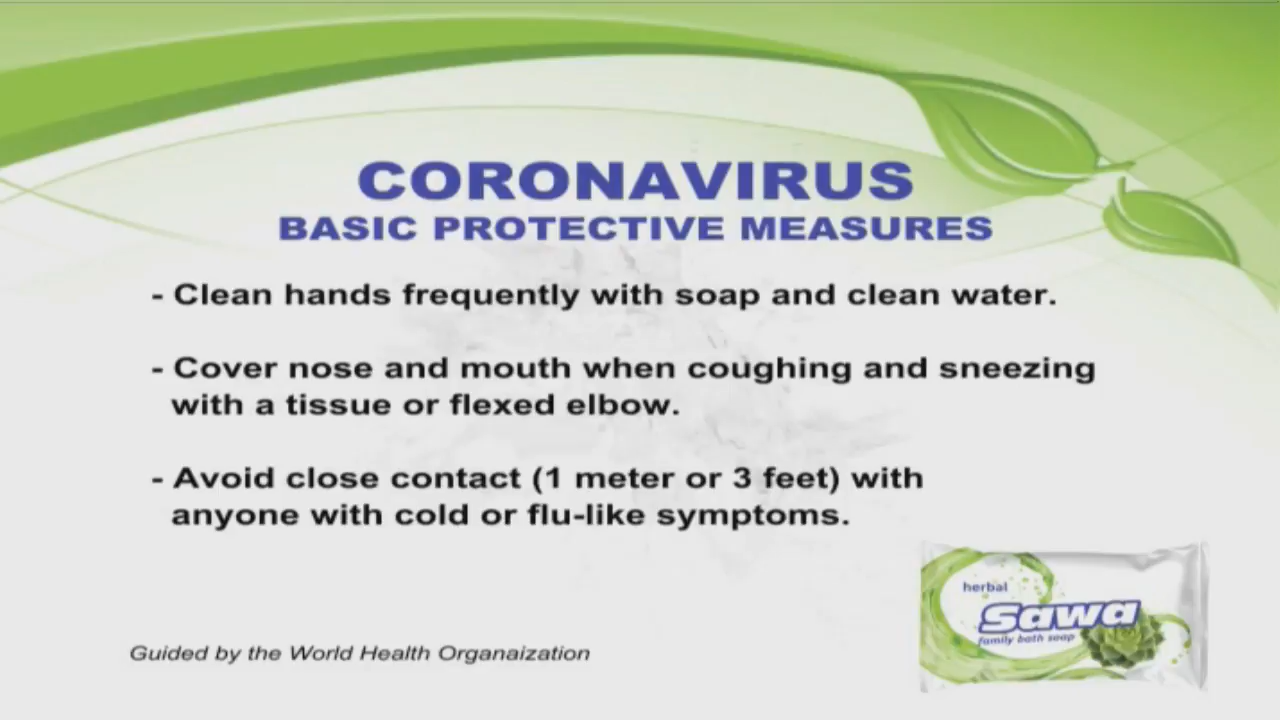 CORONAVIRUS
BASIC PROTECTIVE MEASURES
- Clean hands frequently with soap and clean water.
- Cover nose and mouth when coughing and sneezing
with a tissue or flexed elbow.
- Avoid close contact (1 meter or 3 feet) with
anyone with cold or flu-like symptoms.
herbal
Sawa
family bath soap
Guided by the World Health Organaization